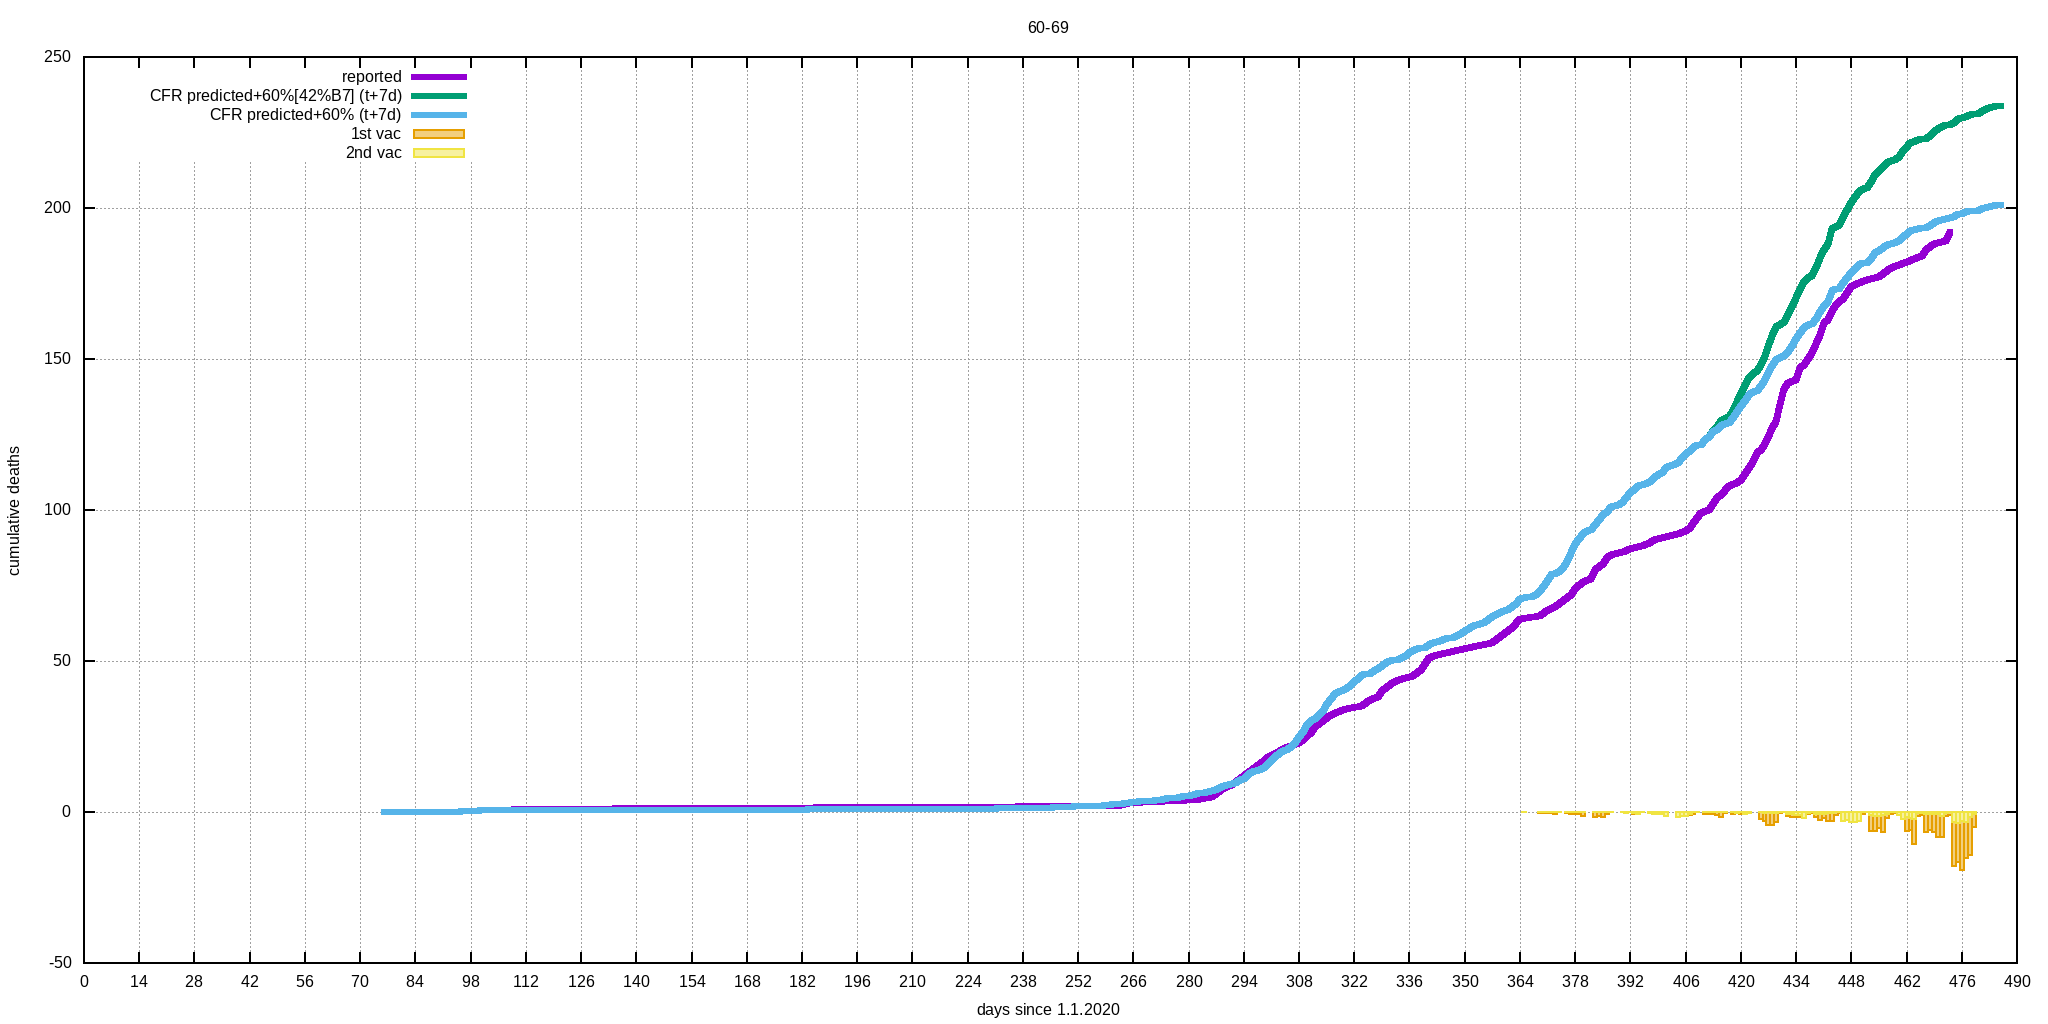 60-69
250
200
150
100
50
0
-50
cumulative deaths
reported
CFR predicted+60%[42%B7] (t+7d)
CFR predicted+60% (t+7d)
1st vac
2nd vac
0 14 28 42 56 70 84 98 112 126 140 154 168 182 196 210 224 238 252 266 280 294 308 322 336 350 364 378 392 406 420 434 448 462 476 490
days since 1.1.2020